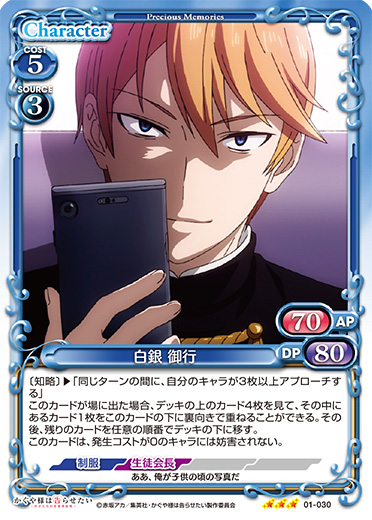 Precious Memories
Character
COST
5
SOURCE
3
70 AP
DP 80
白銀 御行
〔知略〕▶「同じターンの間に、自分のキャラが3枚以上アプローチす
る」
このカードが場に出た場合、デッキの上のカード4枚を見て、その中に
あるカード1枚をこのカードの下に裏向きで重ねることができる。その
後、残りのカードを任意の順番でデッキの下に移す。
このカードは、発生コストが0のキャラには妨害されない。
制服 生徒会長
ああ、俺が子供の頃の写真だ
かぐや様は告らせたい
©赤坂アカ／集英社・かぐや様は告らせたい製作委員会
01-030